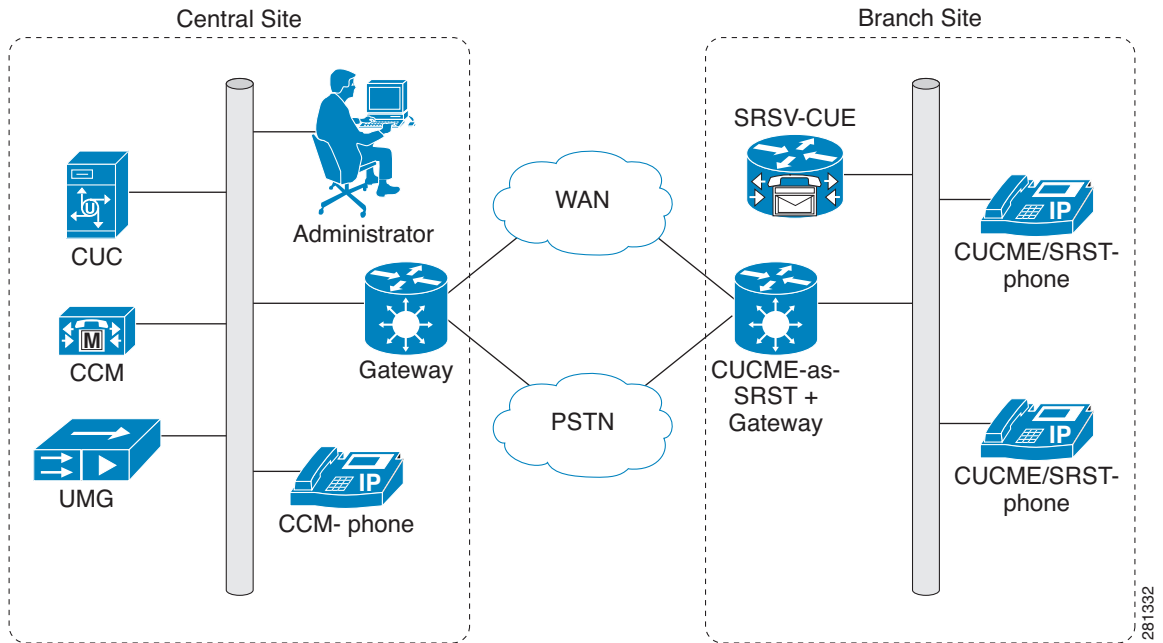 Central Site
Branch Site
Administrator
CUC
CCM
M
UMG
U
IP
CCM- phone
Gateway
WAN
PSTN
SRSV-CUE
CUCME-as-
SRST +
Gateway
IP
CUCME/SRST-
phone
IP
CUCME/SRST-
phone
281332